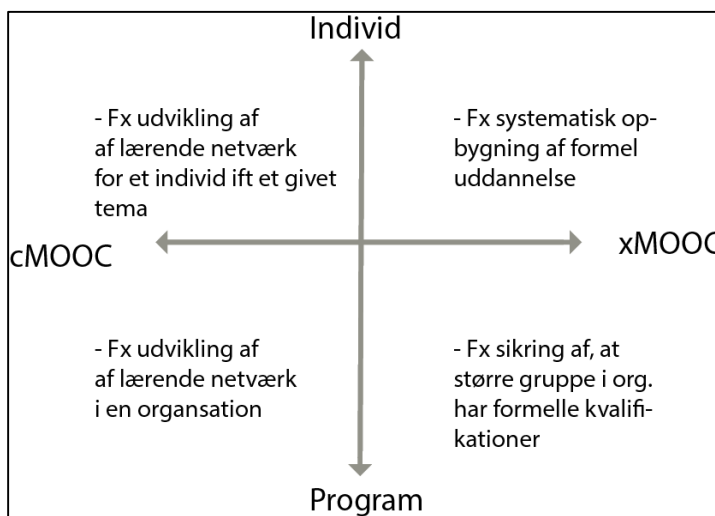 Individ
- Fx udvikling af
af lærende netværk
for et individ ift et givet
tema
- Fx systematisk op-
bygning af formel
uddannelse
cMOOC
xMOOC
- Fx udvikling af
af lærende netværk
i en organsation
- Fx sikring af, at
større gruppe i org.
har formelle kvalifi-
kationer
Program